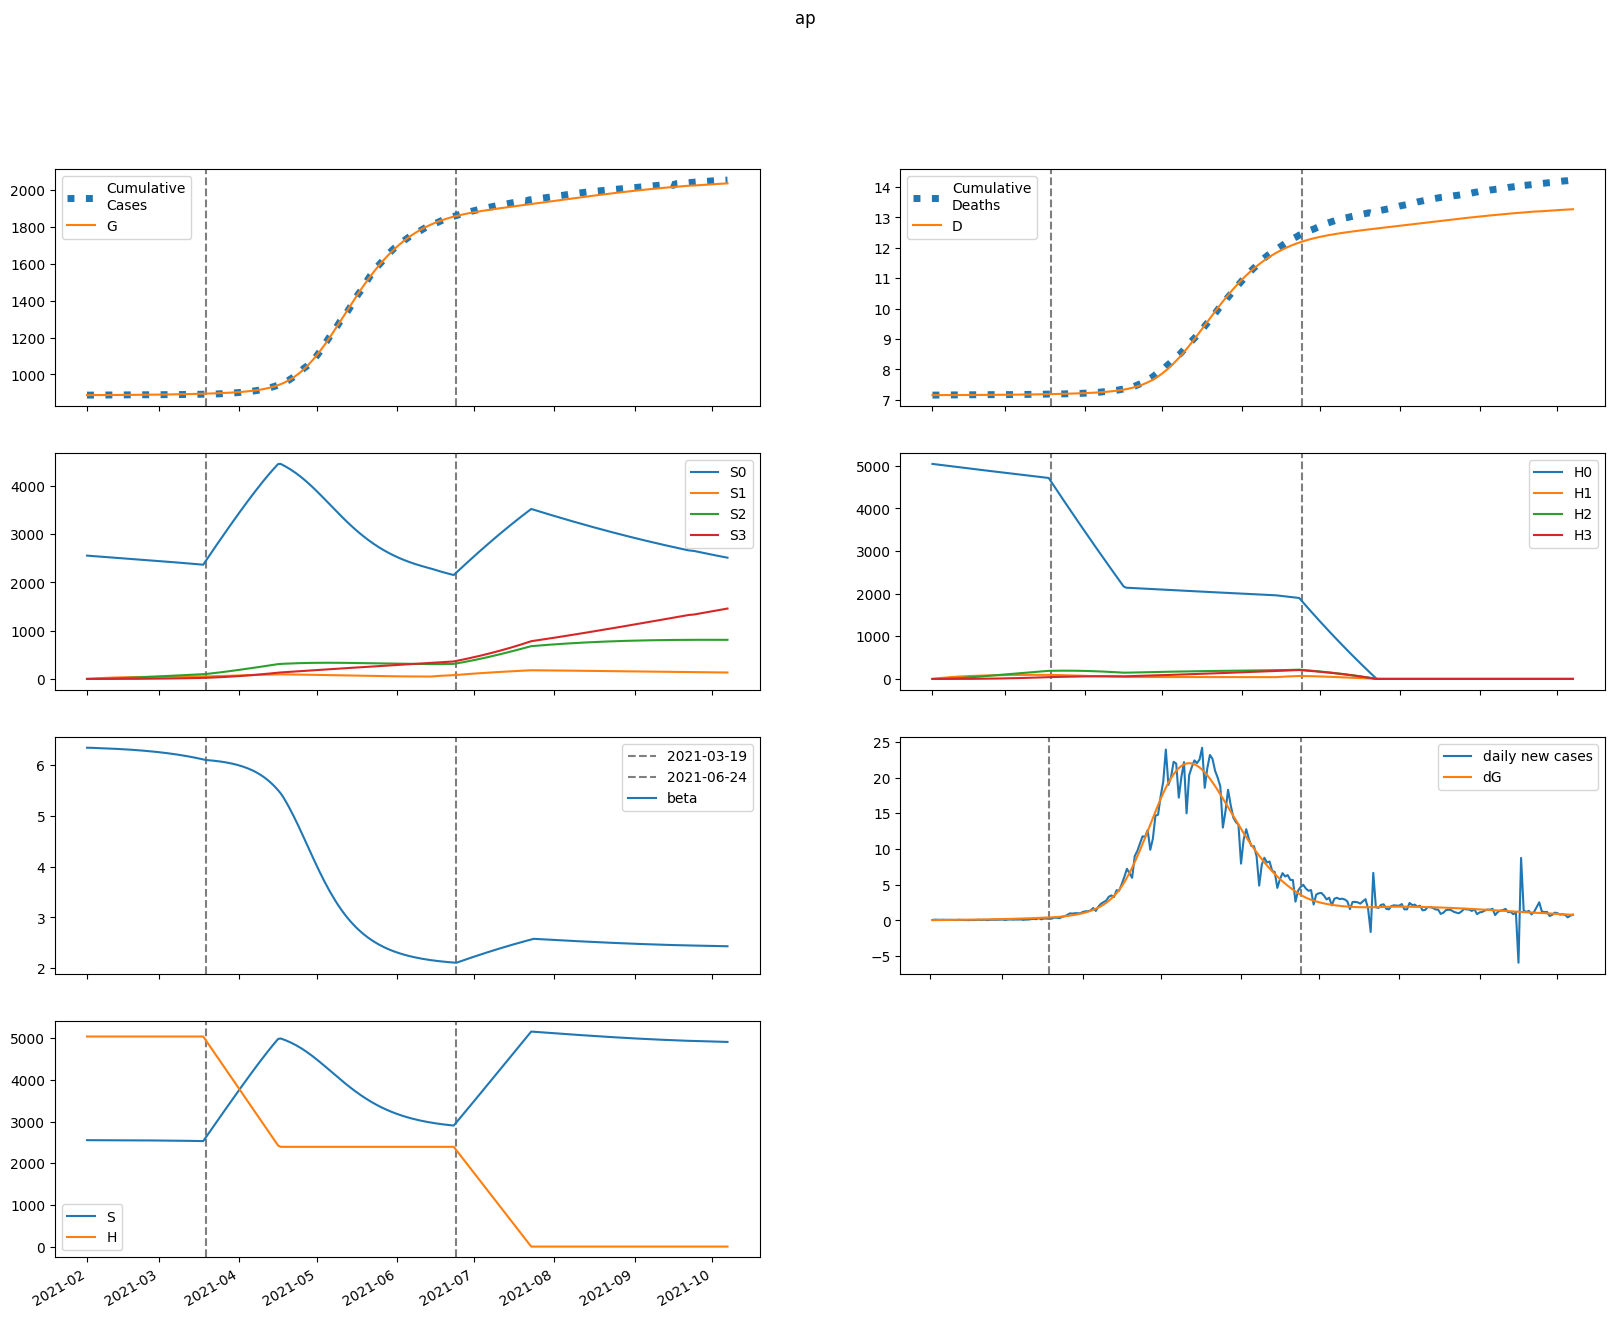 ap
2000
1800
1600
1400
1200
1000
Cumulative
Cases
G
14
13
12
11
10
9
8
7
Cumulative
Deaths
D
4000
3000
2000
1000
0
S0
S1
S2
S3
5000
4000
3000
2000
1000
0
H0
H1
H2
H3
6
5
4
3
2
2021-03-19
2021-06-24
beta
25
20
15
10
5
0
−5
daily new cases
dG
5000
4000
3000
2000
1000
0
S
H
2021-02
2021-03
2021-04
2021-05
2021-06
2021-07
2021-08
2021-09
2021-10